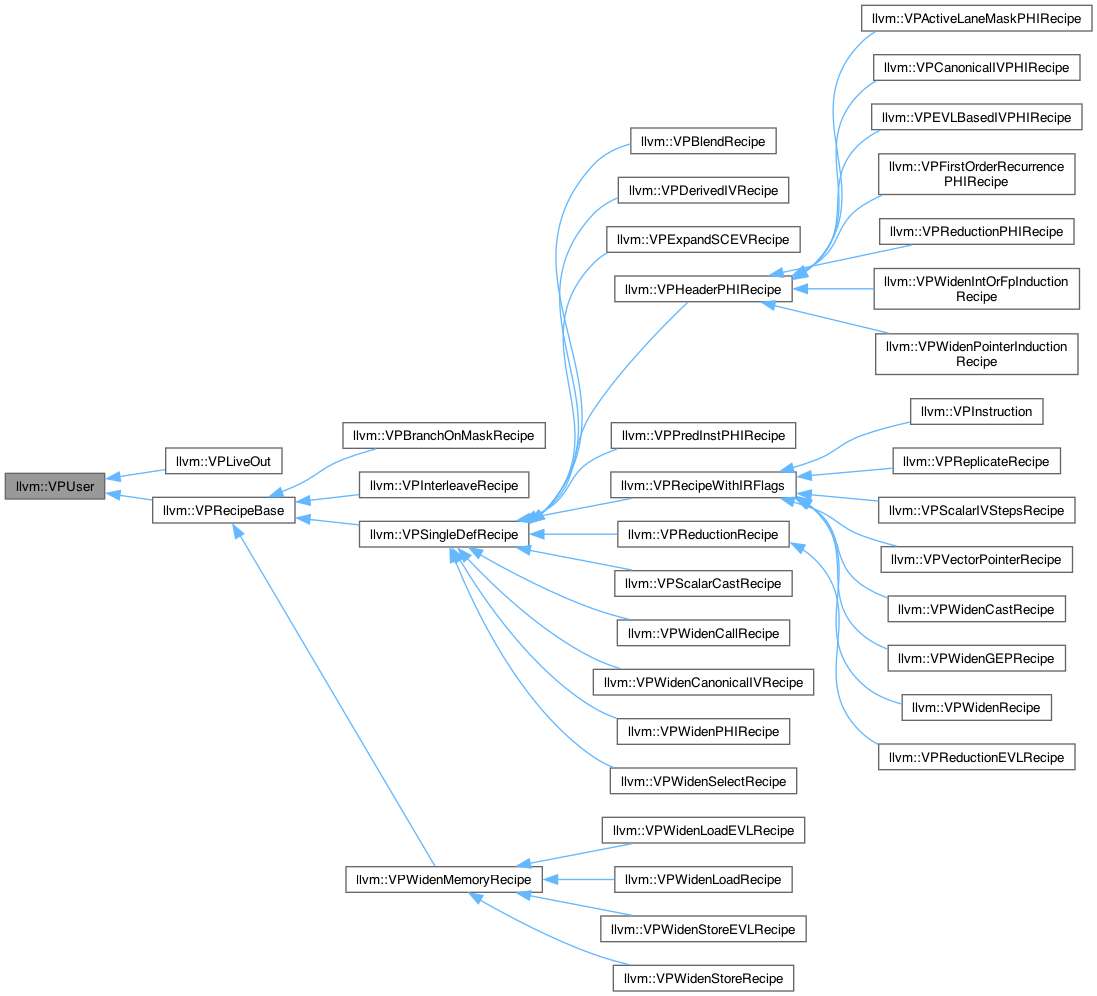 llvm::VPActiveLaneMaskPHIRecipe
llvm::VPCanonicalIVPHIRecipe
llvm::VPEVLBasedIVPHIRecipe
llvm::VPBlendRecipe
llvm::VPFirstOrderRecurrence
PHIRecipe
llvm::VPDerivedIVRecipe
llvm::VPReductionPHIRecipe
llvm::VPExpandSCEVRecipe
llvm::VPWidenIntOrFpInduction
Recipe
llvm::VPHeaderPHIRecipe
llvm::VPWidenPointerInduction
Recipe
llvm::VPInstruction
llvm::VPBranchOnMaskRecipe
llvm::VPPredInstPHIRecipe
llvm::VPLiveOut
llvm::VPReplicateRecipe
llvm::VPUser
llvm::VPInterleaveRecipe
llvm::VPRecipeWithIRFlags
llvm::VPRecipeBase
llvm::VPScalarIVStepsRecipe
llvm::VPSingleDefRecipe
llvm::VPReductionRecipe
llvm::VPVectorPointerRecipe
llvm::VPScalarCastRecipe
llvm::VPWidenCastRecipe
llvm::VPWidenCallRecipe
llvm::VPWidenGEPRecipe
llvm::VPWidenCanonicalIVRecipe
llvm::VPWidenRecipe
llvm::VPWidenPHIRecipe
llvm::VPReductionEVLRecipe
llvm::VPWidenSelectRecipe
llvm::VPWidenLoadEVLRecipe
llvm::VPWidenMemoryRecipe
llvm::VPWidenLoadRecipe
llvm::VPWidenStoreEVLRecipe
llvm::VPWidenStoreRecipe